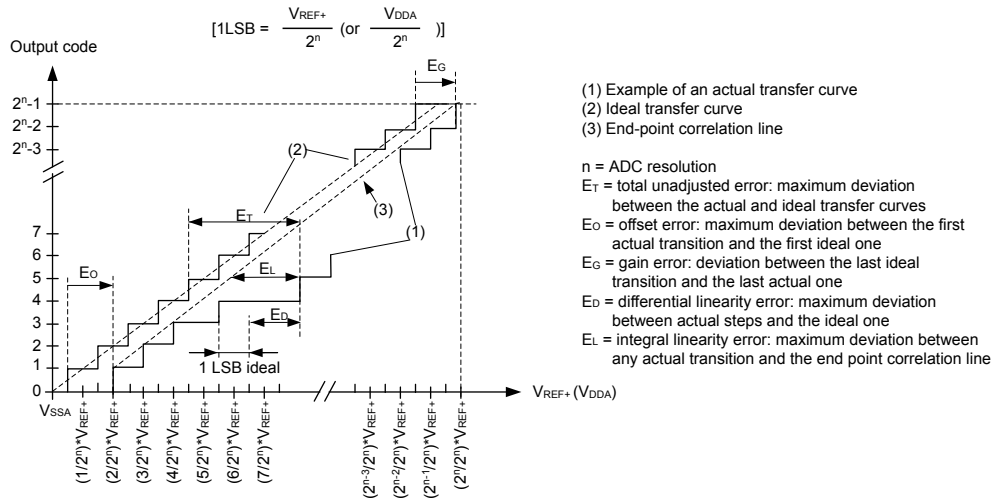 [1LSB = VREF+ / 2ⁿ (or VDDA / 2ⁿ )]
Output code
EG
2ⁿ-1
2ⁿ-2
2ⁿ-3
(2)
(3)
ET
(1)
7
6
5
4
3
2
1
0
EO
EL
ED
1 LSB ideal
VSSA
(1/2ⁿ)*VREF+
(2/2ⁿ)*VREF+
(3/2ⁿ)*VREF+
(4/2ⁿ)*VREF+
(5/2ⁿ)*VREF+
(6/2ⁿ)*VREF+
(7/2ⁿ)*VREF+
(2ⁿ⁻³/2ⁿ)*VREF+
(2ⁿ⁻²/2ⁿ)*VREF+
(2ⁿ⁻¹/2ⁿ)*VREF+
(2ⁿ/2ⁿ)*VREF+
VREF+ (VDDA)
(1) Example of an actual transfer curve
(2) Ideal transfer curve
(3) End-point correlation line
n = ADC resolution
ET = total unadjusted error: maximum deviation
between the actual and ideal transfer curves
EO = offset error: maximum deviation between the first
actual transition and the first ideal one
EG = gain error: deviation between the last ideal
transition and the last actual one
ED = differential linearity error: maximum deviation
between actual steps and the ideal one
EL = integral linearity error: maximum deviation between
any actual transition and the end point correlation line